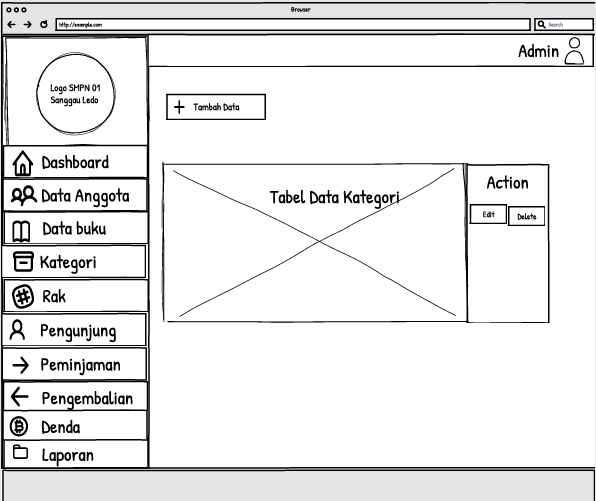 Browser
http://example.com
Search
Admin
Logo SMPN 01
Sanggau Ledo
Tambah Data
Dashboard
Data Anggota
Data buku
Kategori
Rak
Pengunjung
Peminjaman
Pengembalian
Denda
Laporan
Tabel Data Kategori
Action
Edit
Delete